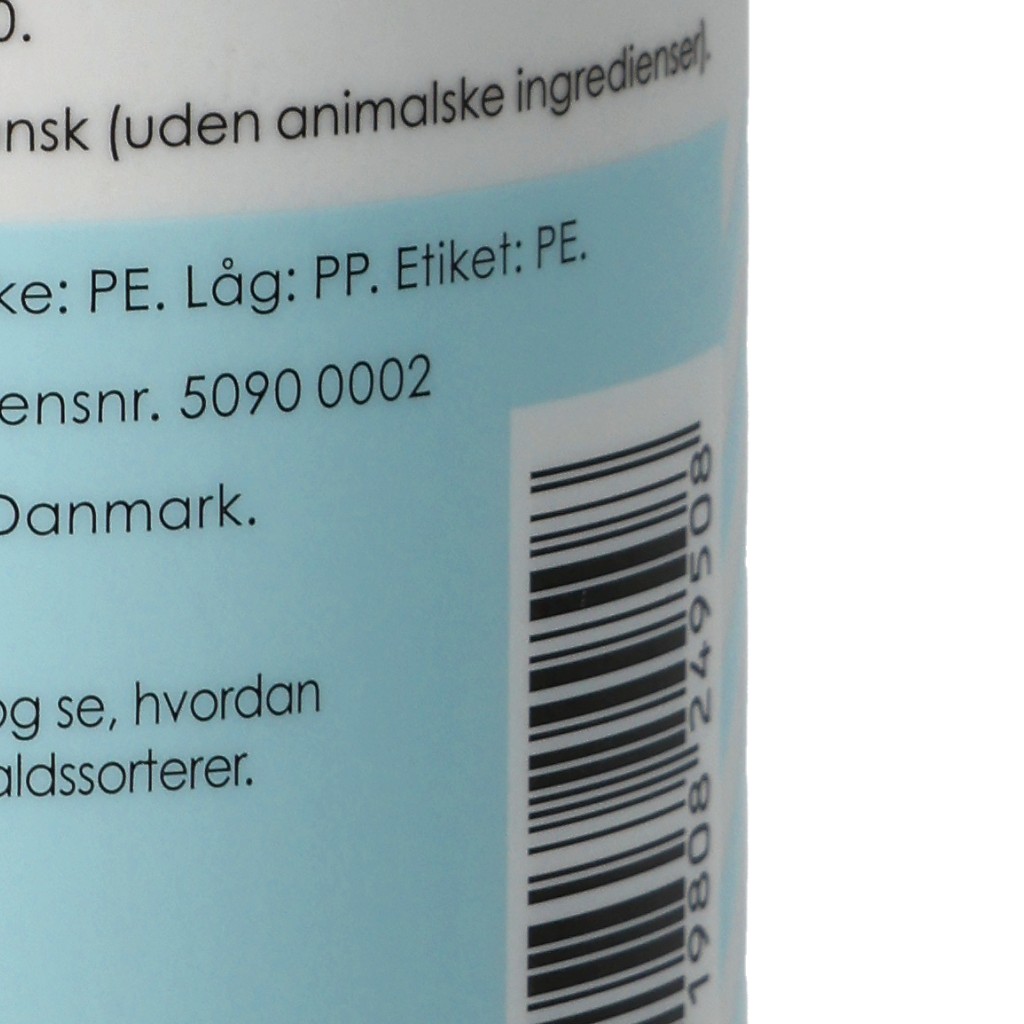 0.
nsk (uden animalske ingredienser).
ke: PE. Låg: PP. Etiket: PE.
ensnr. 5090 0002
Danmark.
og se, hvordan
aldssorterer.
19808 249508